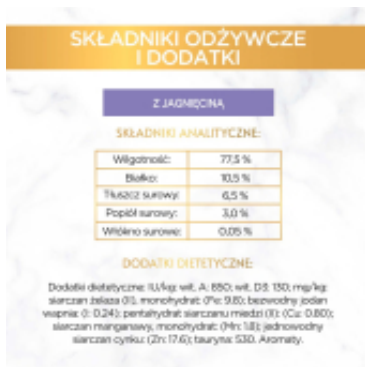 SKŁADNIKI ODŻYWCZE
I DODATKI
Z JAGNIĘCINĄ
SKŁADNIKI ANALITYCZNE:
Wilgotność: 77,5 %
Białko: 10,5 %
Tłuszcz surowy: 6,5 %
Popiół surowy: 3,0 %
Włókno surowe: 0,05 %
DODATKI DIETETYCZNE:
Dodatki dietetyczne: IU/kg: wit. A: 850; wit. D3: 130; mg/kg:
siarczan żelaza (II), monohydrat: (Fe: 9.8); bezwodny jodan
wapnia: (I: 0.24); pentahydrat siarczanu miedzi (II): (Cu: 0.80);
siarczan manganawy, monohydrat: (Mn: 1.8); jednowodny
siarczan cynku: (Zn: 17.6); tauryna: 530. Aromaty.